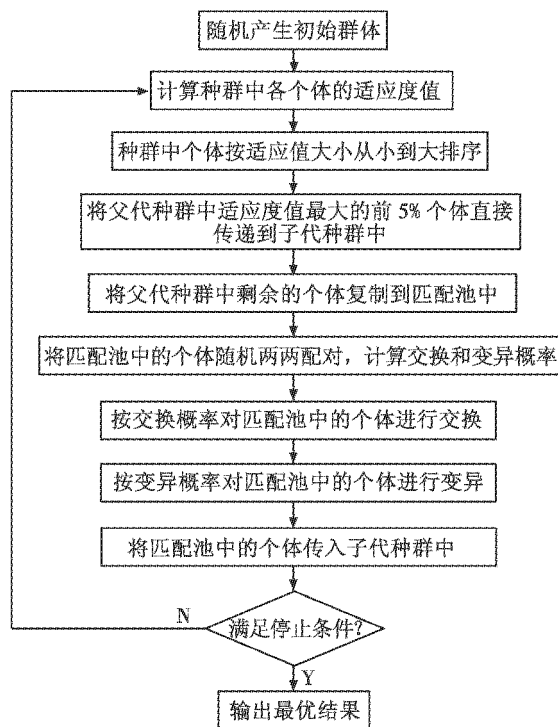 随机产生初始群体
计算种群中各个体的适应度值
种群中个体按适应值大小从小到大排序
将父代种群中适应度值最大的前 5% 个体直接
传递到子代种群中
将父代种群中剩余的个体复制到匹配池中
将匹配池中的个体随机两两配对，计算交换和变异概率
按交换概率对匹配池中的个体进行交换
按变异概率对匹配池中的个体进行变异
将匹配池中的个体传入子代种群中
N
满足停止条件?
Y
输出最优结果